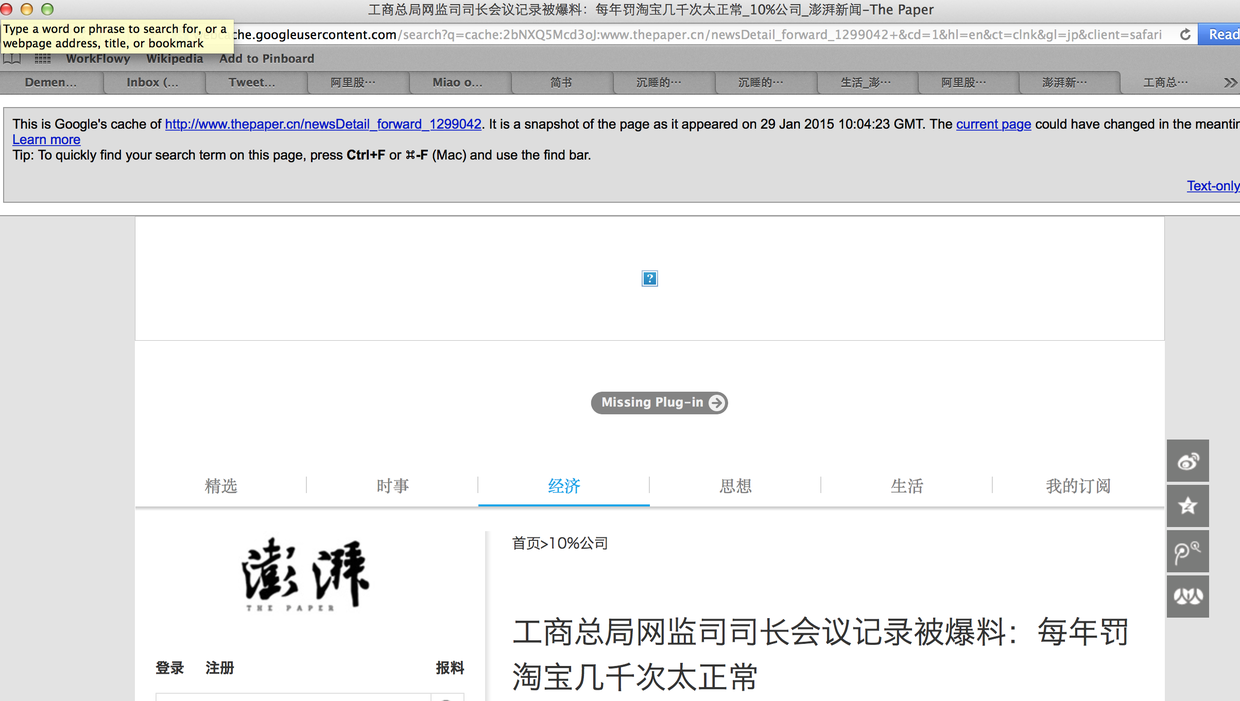 工商总局网监司司长会议记录被爆料：每年罚淘宝几千次太正常_10%公司_澎湃新闻-The Paper
Type a word or phrase to search for, or a
webpage address, title, or bookmark
che.googleusercontent.com/search?q=cache:2bNXQ5Mcd3oJ:www.thepaper.cn/newsDetail_forward_1299042+&cd=1&hl=en&ct=clnk&gl=jp&client=safari
Read
WorkFlowy Wikipedia Add to Pinboard
Demen... Inbox (... Tweet... 阿里股… Miao o... 简书 沉睡的… 沉睡的… 生活_澎… 阿里股… 澎湃新… 工商总…
This is Google's cache of http://www.thepaper.cn/newsDetail_forward_1299042. It is a snapshot of the page as it appeared on 29 Jan 2015 10:04:23 GMT. The current page could have changed in the meantin
Learn more
Tip: To quickly find your search term on this page, press Ctrl+F or ⌘-F (Mac) and use the find bar.
Text-only
Missing Plug-in
精选 时事 经济 思想 生活 我的订阅
澎湃
THE PAPER
首页>10%公司
工商总局网监司司长会议记录被爆料：每年罚
淘宝几千次太正常
登录 注册 报料